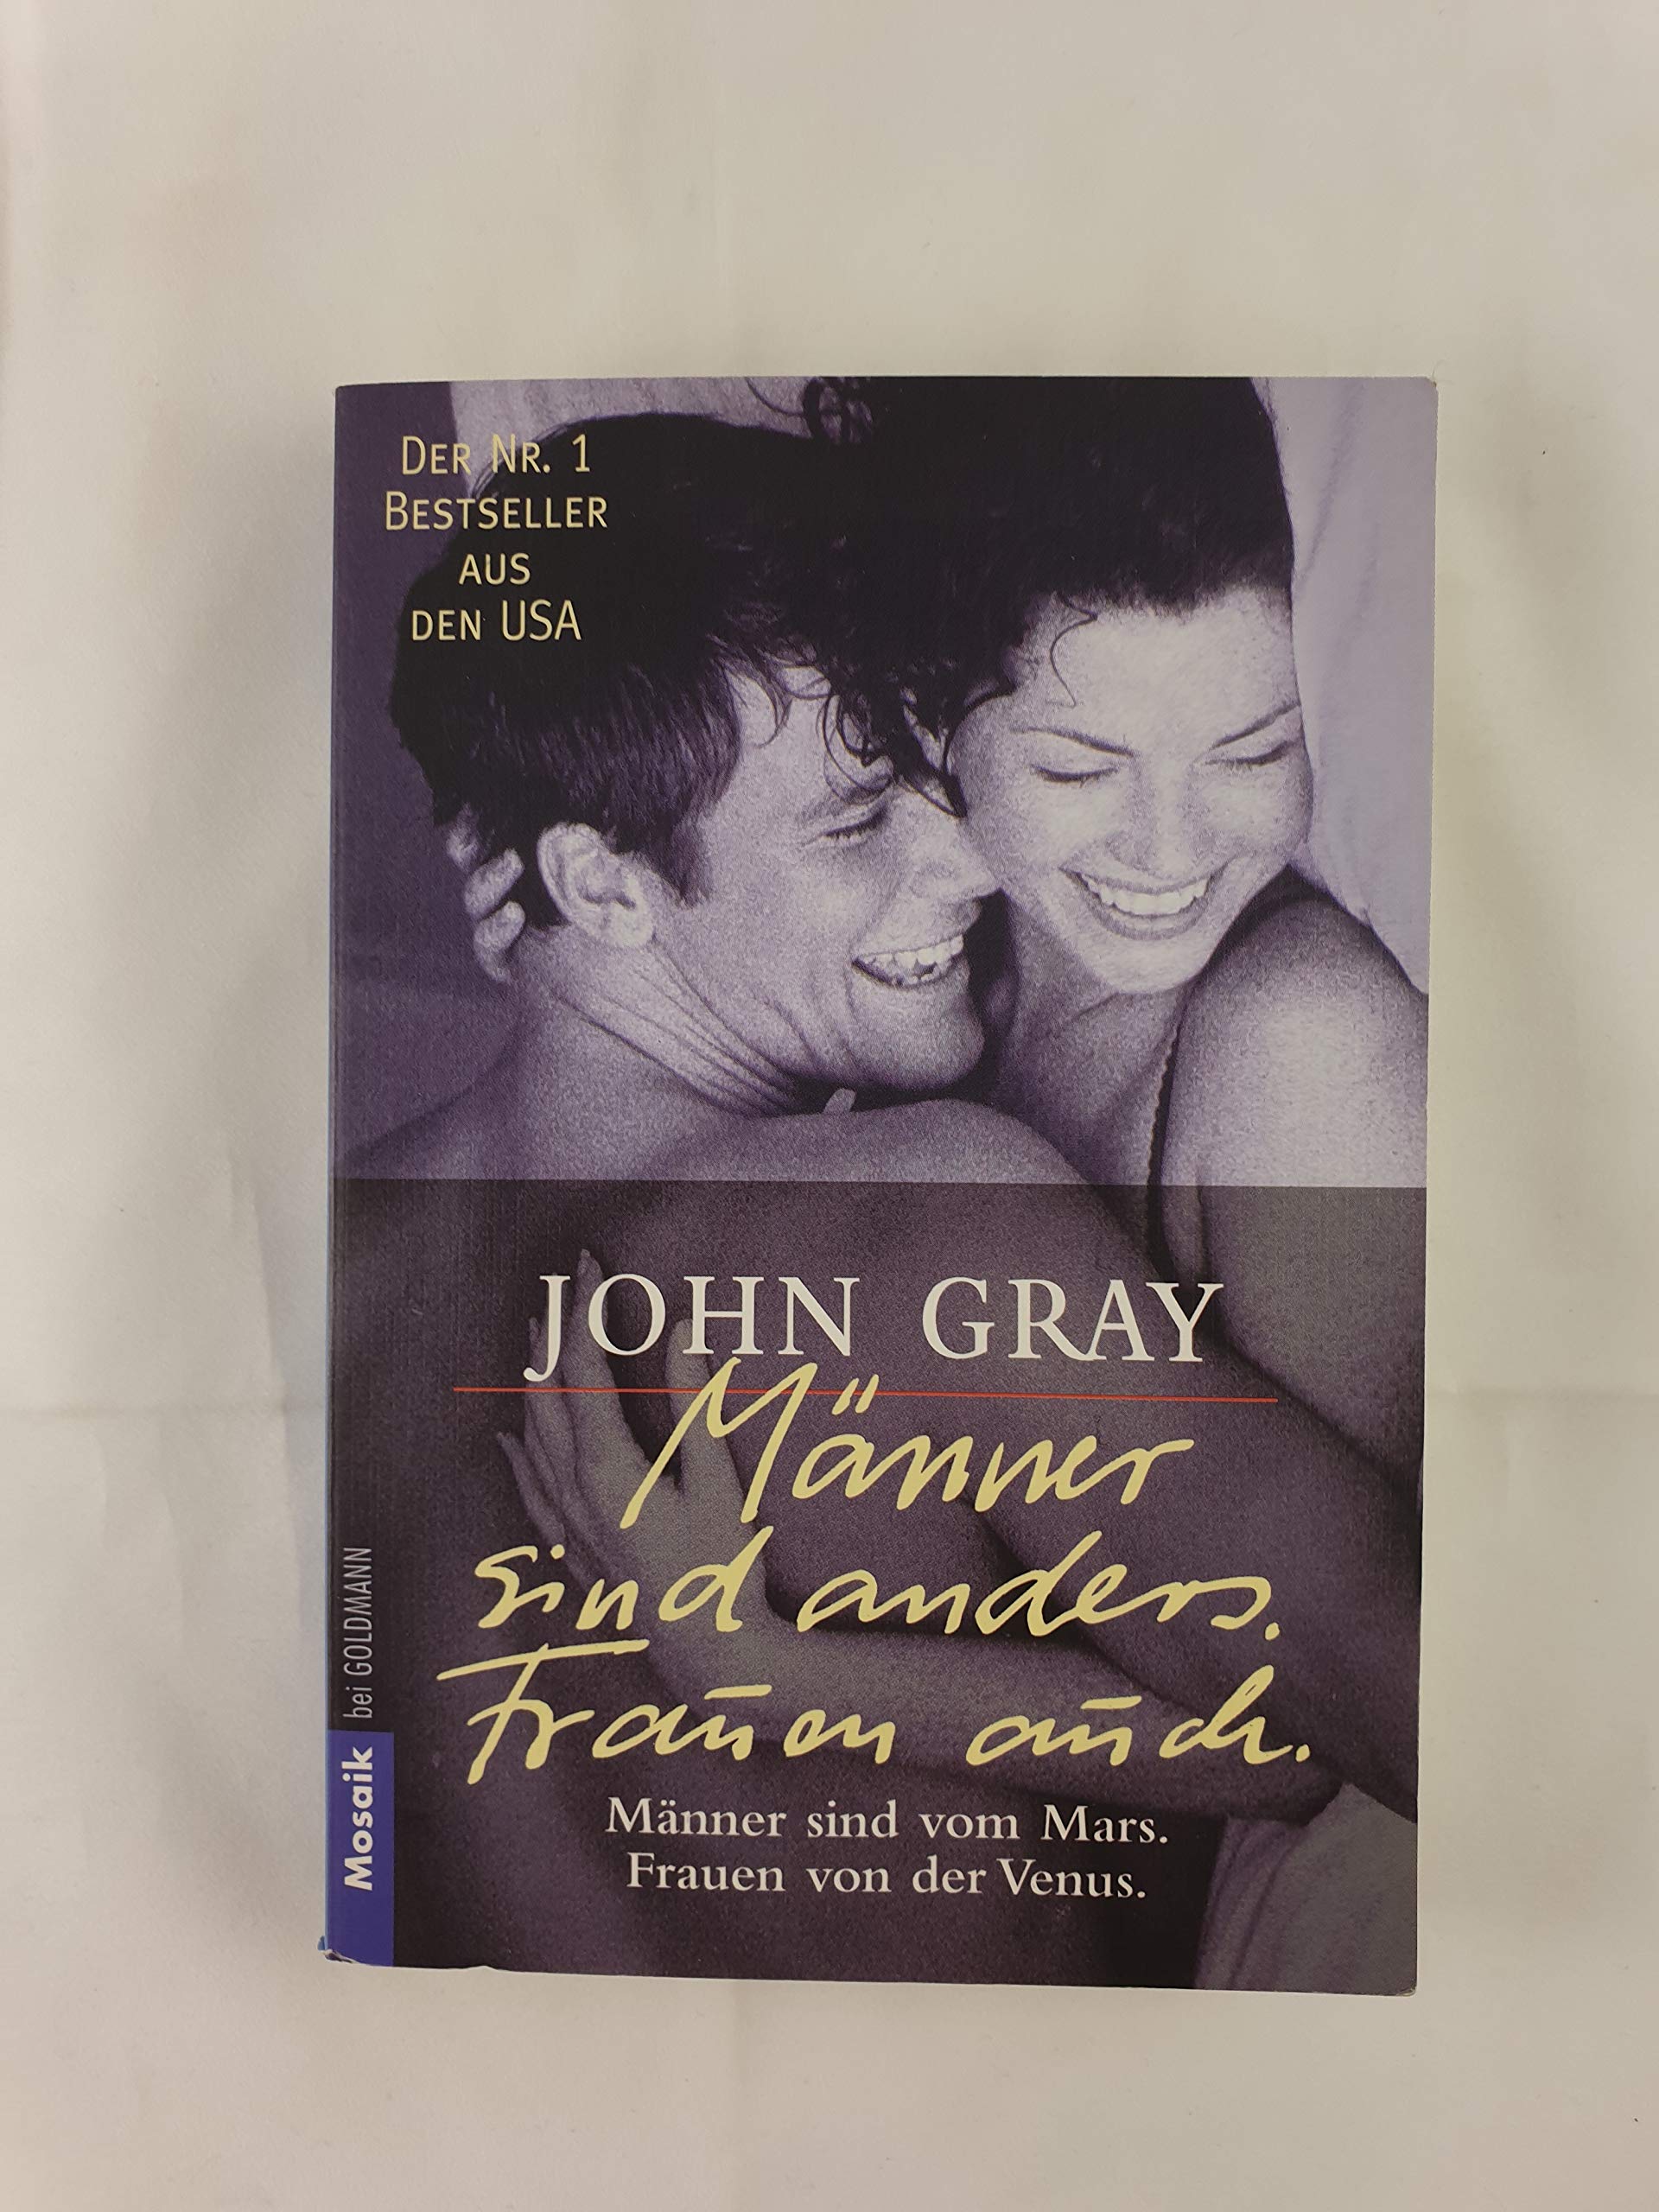 DER NR. 1
BESTSELLER
AUS
DEN USA
JOHN GRAY
Männer
sind anders.
Frauen auch.
Männer sind vom Mars.
Frauen von der Venus.
Mosaik bei GOLDMANN